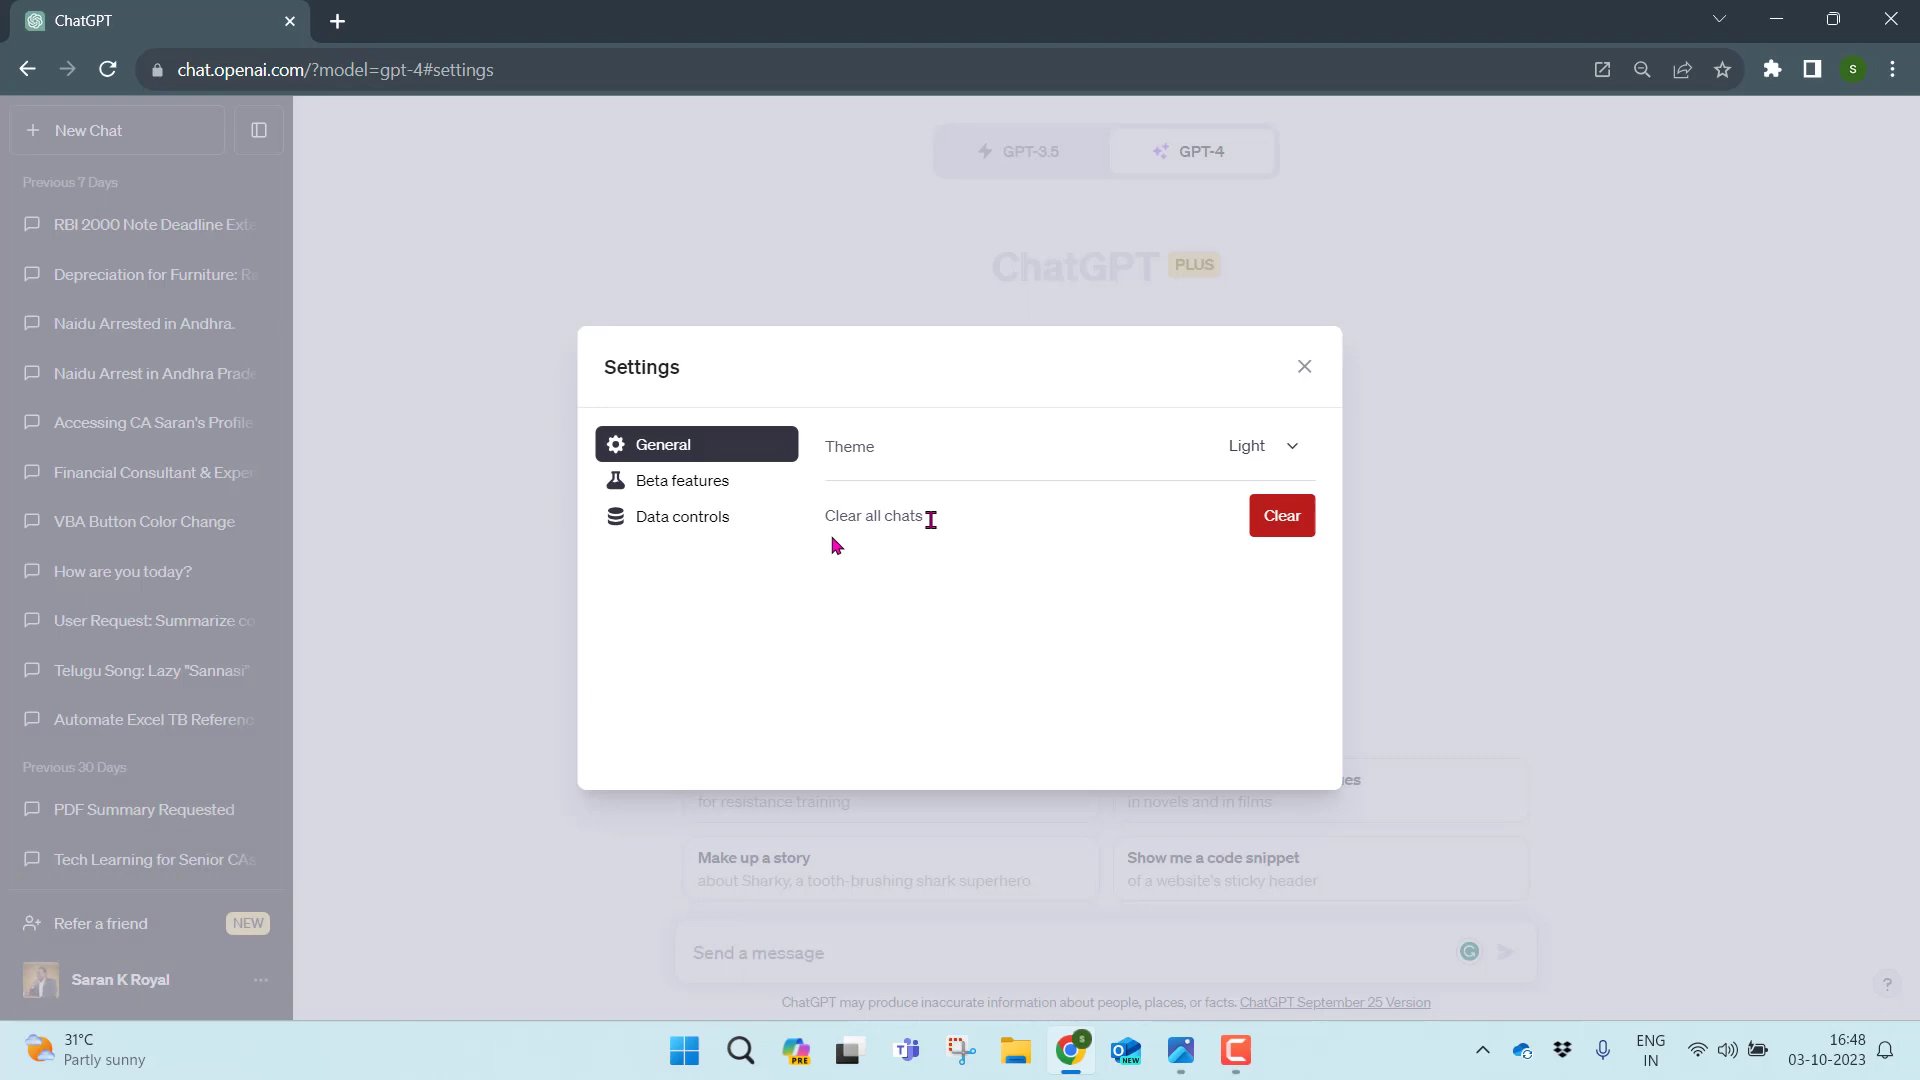 ChatGPT
chat.openai.com/?model=gpt-4#settings
S
New Chat
Previous 7 Days
RBI 2000 Note Deadline Exte
Depreciation for Furniture: Ra
Naidu Arrested in Andhra.
Naidu Arrest in Andhra Prade
Accessing CA Saran's Profile
Financial Consultant & Exper
VBA Button Color Change
How are you today?
User Request: Summarize co
Telugu Song: Lazy "Sannasi"
Automate Excel TB Referenc
Previous 30 Days
PDF Summary Requested
Tech Learning for Senior CAs
Refer a friend NEW
Saran K Royal
GPT-3.5 GPT-4
ChatGPT PLUS
Settings
General
Beta features
Data controls
Theme Light
Clear all chats Clear
for resistance training
in novels and in films
Make up a story
about Sharky, a tooth-brushing shark superhero
Show me a code snippet
of a website's sticky header
Send a message
ChatGPT may produce inaccurate information about people, places, or facts. ChatGPT September 25 Version
?
31°C
Partly sunny
PRE
NEW
ENG
IN
16:48
03-10-2023